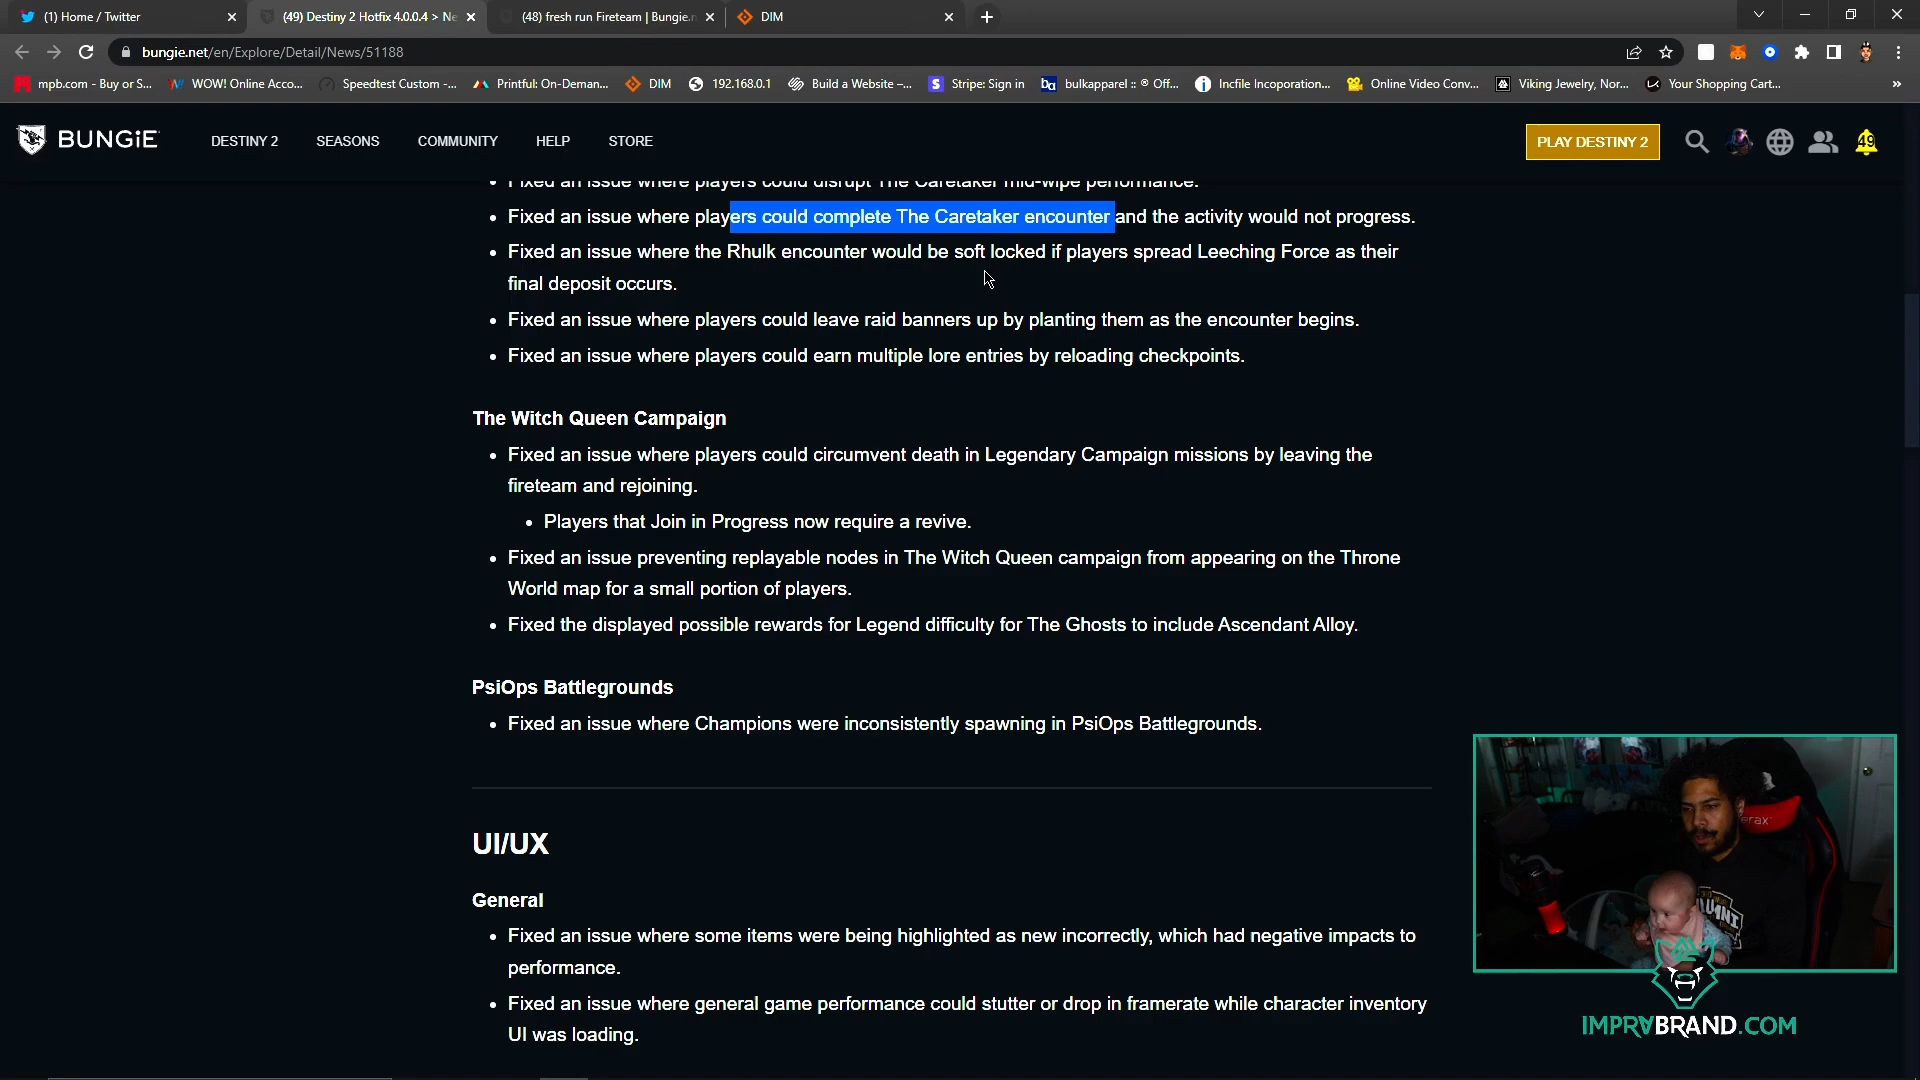 (1) Home / Twitter
(49) Destiny 2 Hotfix 4.0.0.4 > Ne
(48) fresh run Fireteam | Bungie.n
DIM
bungie.net/en/Explore/Detail/News/51188
mpb.com - Buy or S...
WOW! Online Acco...
Speedtest Custom -...
Printful: On-Deman...
DIM
192.168.0.1
Build a Website –...
Stripe: Sign in
ba
bulkapparel :: ® Off...
Incfile Incoporation...
Online Video Conv...
Viking Jewelry, Nor...
Your Shopping Cart...
BUNGiE
DESTINY 2
SEASONS
COMMUNITY
HELP
STORE
PLAY DESTINY 2
49
• Fixed an issue where players could disrupt The Caretaker mid-wipe performance.
• Fixed an issue where players could complete The Caretaker encounter and the activity would not progress.
• Fixed an issue where the Rhulk encounter would be soft locked if players spread Leeching Force as their
final deposit occurs.
• Fixed an issue where players could leave raid banners up by planting them as the encounter begins.
• Fixed an issue where players could earn multiple lore entries by reloading checkpoints.
The Witch Queen Campaign
• Fixed an issue where players could circumvent death in Legendary Campaign missions by leaving the
fireteam and rejoining.
• Players that Join in Progress now require a revive.
• Fixed an issue preventing replayable nodes in The Witch Queen campaign from appearing on the Throne
World map for a small portion of players.
• Fixed the displayed possible rewards for Legend difficulty for The Ghosts to include Ascendant Alloy.
PsiOps Battlegrounds
• Fixed an issue where Champions were inconsistently spawning in PsiOps Battlegrounds.
UI/UX
General
• Fixed an issue where some items were being highlighted as new incorrectly, which had negative impacts to
performance.
• Fixed an issue where general game performance could stutter or drop in framerate while character inventory
UI was loading.
IMPRVBRAND.COM